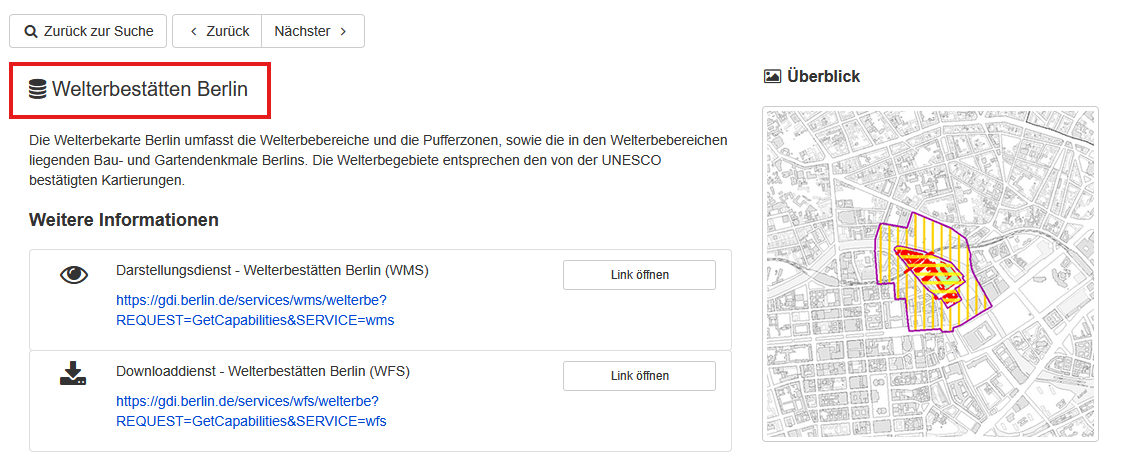 Zurück zur Suche
Zurück
Nächster
Welterbestätten Berlin
Die Welterbekarte Berlin umfasst die Welterbebereiche und die Pufferzonen, sowie die in den Welterbebereichen
liegenden Bau- und Gartendenkmale Berlins. Die Welterbegebiete entsprechen den von der UNESCO
bestätigten Kartierungen.
Weitere Informationen
Darstellungsdienst - Welterbestätten Berlin (WMS)
Link öffnen
https://gdi.berlin.de/services/wms/welterbe?
REQUEST=GetCapabilities&SERVICE=wms
Downloaddienst - Welterbestätten Berlin (WFS)
Link öffnen
https://gdi.berlin.de/services/wfs/welterbe?
REQUEST=GetCapabilities&SERVICE=wfs
Überblick